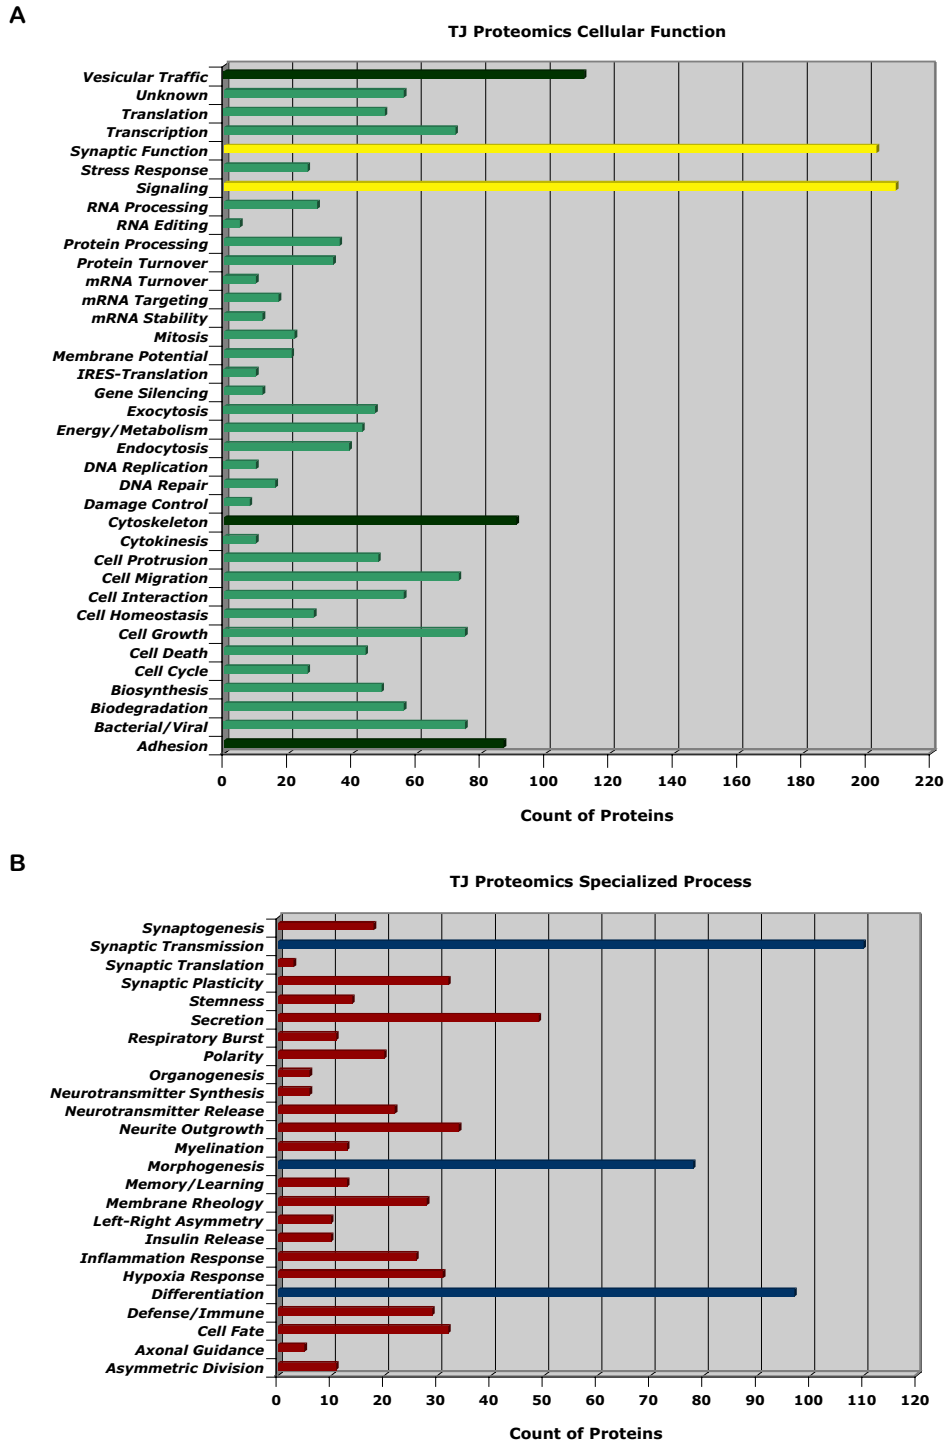 A
TJ Proteomics Cellular Function
Vesicular Traffic
Unknown
Translation
Transcription
Synaptic Function
Stress Response
Signaling
RNA Processing
RNA Editing
Protein Processing
Protein Turnover
mRNA Turnover
mRNA Targeting
mRNA Stability
Mitosis
Membrane Potential
IRES-Translation
Gene Silencing
Exocytosis
Energy/Metabolism
Endocytosis
DNA Replication
DNA Repair
Damage Control
Cytoskeleton
Cytokinesis
Cell Protrusion
Cell Migration
Cell Interaction
Cell Homeostasis
Cell Growth
Cell Death
Cell Cycle
Biosynthesis
Biodegradation
Bacterial/Viral
Adhesion
0 20 40 60 80 100 120 140 160 180 200 220
Count of Proteins
B
TJ Proteomics Specialized Process
Synaptogenesis
Synaptic Transmission
Synaptic Translation
Synaptic Plasticity
Stemness
Secretion
Respiratory Burst
Polarity
Organogenesis
Neurotransmitter Synthesis
Neurotransmitter Release
Neurite Outgrowth
Myelination
Morphogenesis
Memory/Learning
Membrane Rheology
Left-Right Asymmetry
Insulin Release
Inflammation Response
Hypoxia Response
Differentiation
Defense/Immune
Cell Fate
Axonal Guidance
Asymmetric Division
0 10 20 30 40 50 60 70 80 90 100 110 120
Count of Proteins